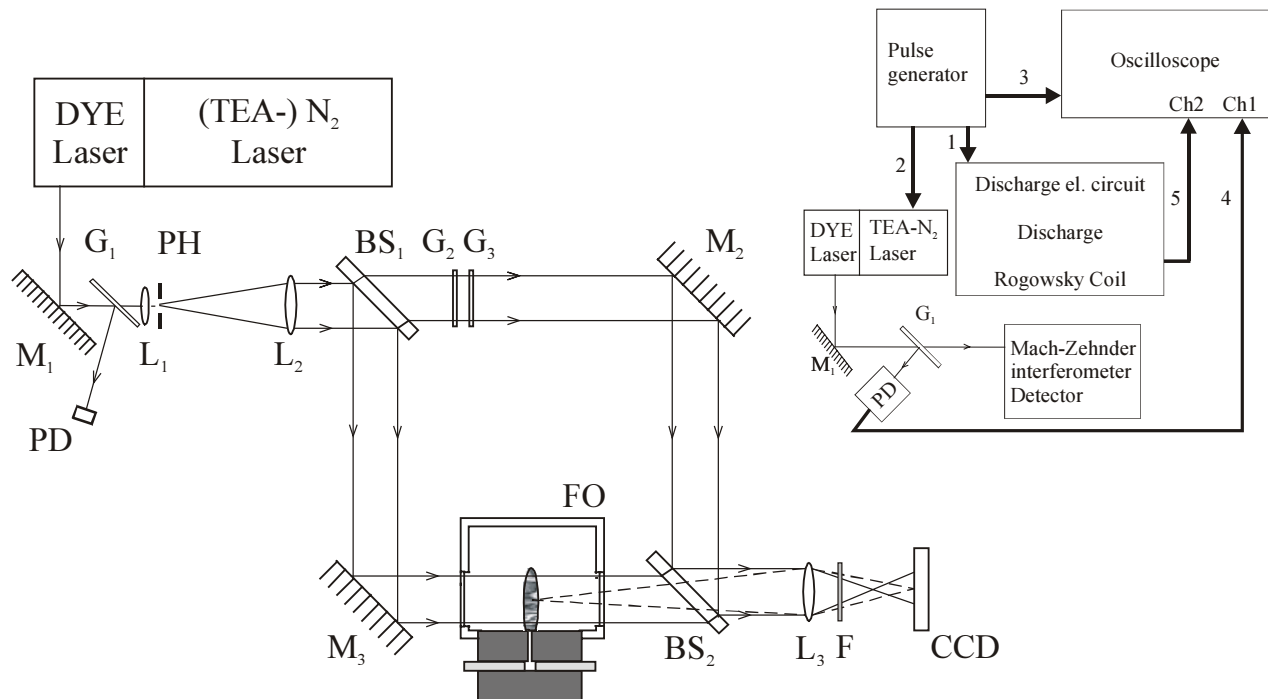 DYE
Laser
(TEA-) N₂
Laser
G₁
PH
M₁
L₁
L₂
PD
BS₁
G₂
G₃
M₂
FO
M₃
BS₂
L₃
F
CCD
Pulse
generator
3
Oscilloscope
Ch2
Ch1
2
1
Discharge el. circuit
Discharge
Rogowsky Coil
5
4
DYE
Laser
TEA-N₂
Laser
G₁
M₁
PD
Mach-Zehnder
interferometer
Detector